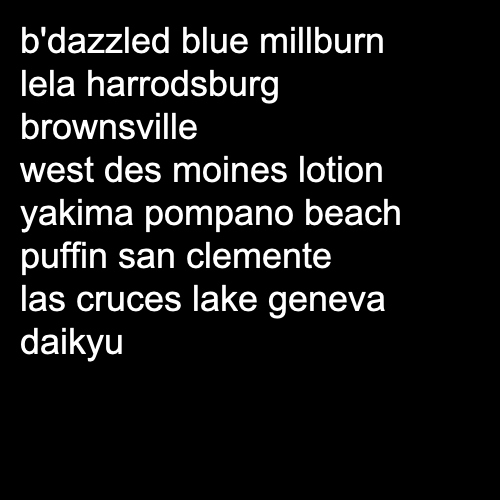 b'dazzled blue millburn
lela harrodsburg
brownsville
west des moines lotion
yakima pompano beach
puffin san clemente
las cruces lake geneva
daikyu